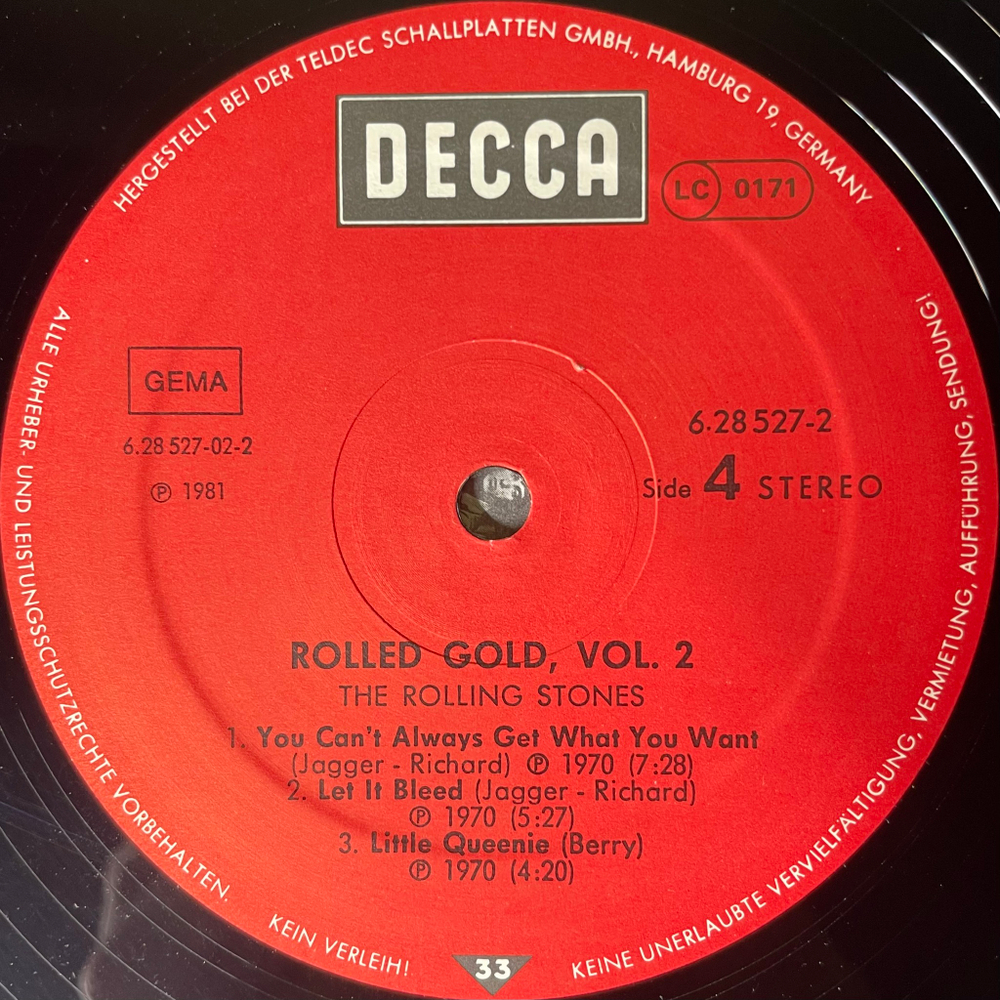 HERGESTELLT BEI DER TELDEC SCHALLPLATTEN GMBH., HAMBURG 19, GERMANY
DECCA
LC 0171
GEMA
6.28 527-02-2
℗ 1981
6.28 527-2
Side 4 STEREO
ROLLED GOLD, VOL. 2
THE ROLLING STONES
1. You Can't Always Get What You Want
(Jagger - Richard) ℗ 1970 (7:28)
2. Let It Bleed (Jagger - Richard)
℗ 1970 (5:27)
3. Little Queenie (Berry)
℗ 1970 (4:20)
ALLE URHEBER- UND LEISTUNGSSCHUTZRECHTE VORBEHALTEN.
KEIN VERLEIH!
33
KEINE UNERLAUBTE VERVIELFÄLTIGUNG, VERMIETUNG, AUFFÜHRUNG, SENDUNG!